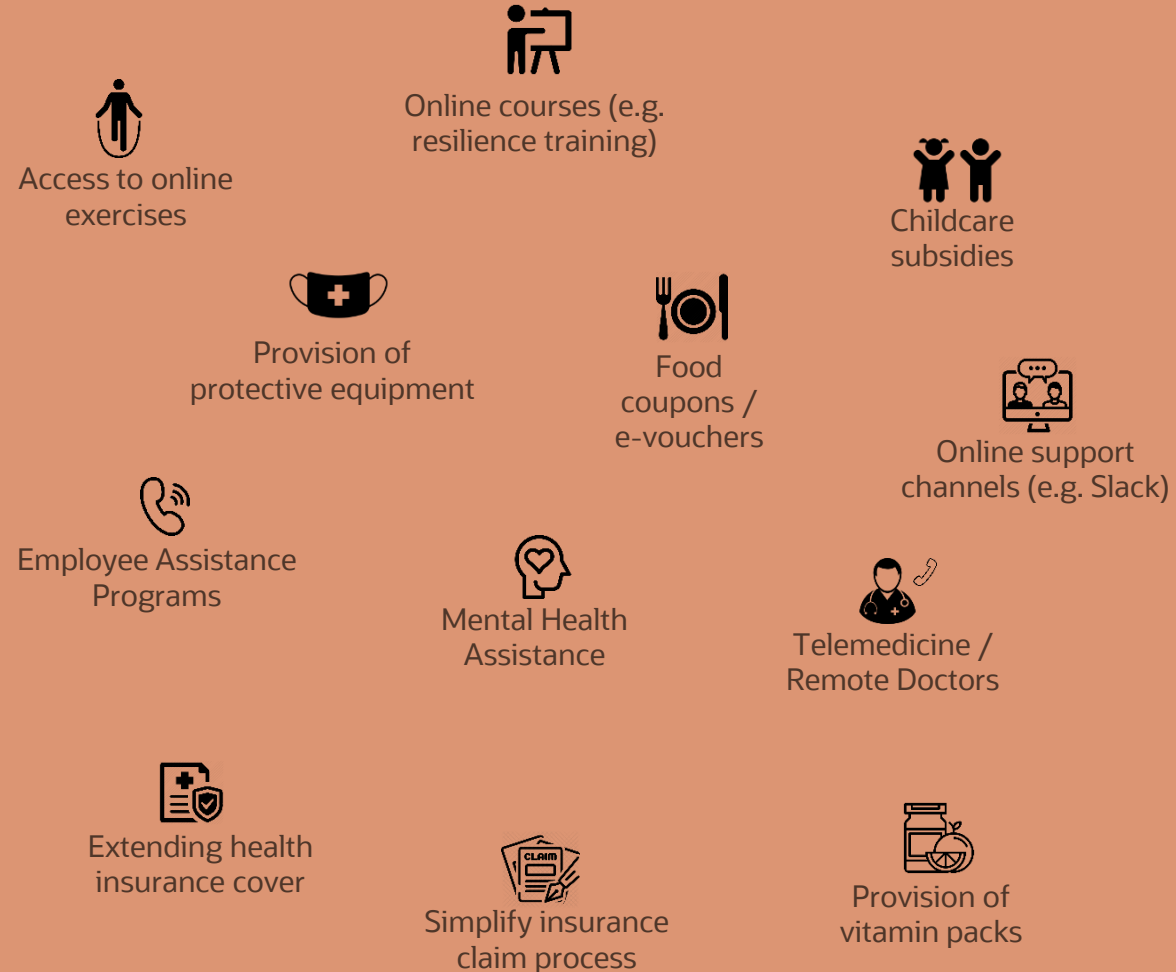 Online courses (e.g.
resilience training)
Access to online
exercises
Childcare
subsidies
Provision of
protective equipment
Food
coupons /
e-vouchers
Online support
channels (e.g. Slack)
Employee Assistance
Programs
Mental Health
Assistance
Telemedicine /
Remote Doctors
Extending health
insurance cover
CLAIM
Simplify insurance
claim process
Provision of
vitamin packs